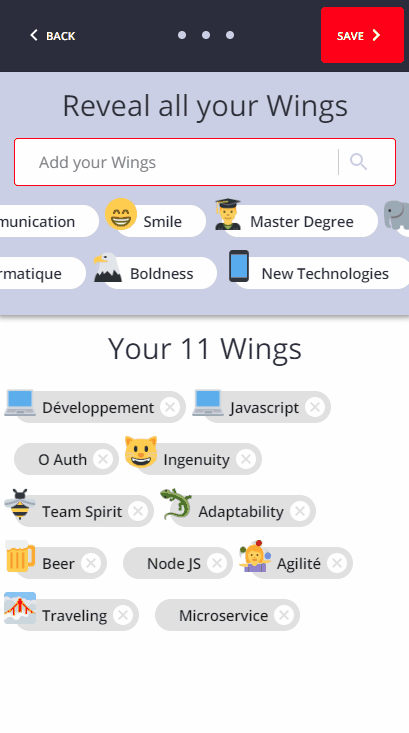 BACK
SAVE
Reveal all your Wings
Add your Wings
munication Smile Master Degree
rmatique Boldness New Technologies
Your 11 Wings
Développement Javascript
O Auth Ingenuity
Team Spirit Adaptability
Beer Node JS Agilité
Traveling Microservice